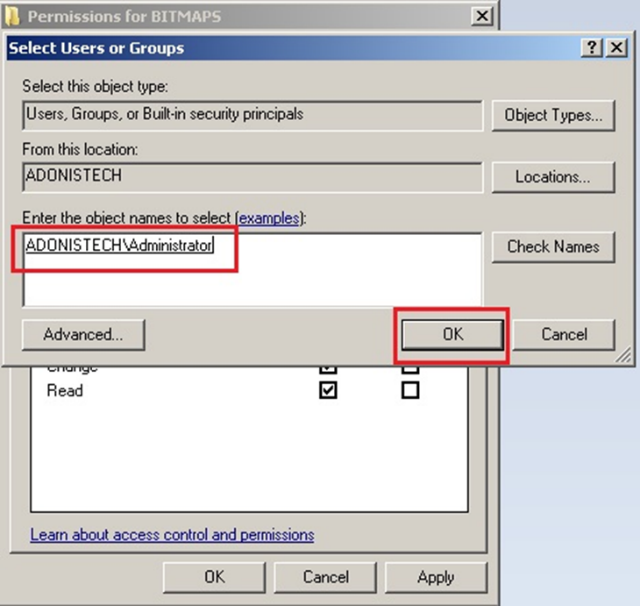 Permissions for BITMAPS
Select Users or Groups
Select this object type:
Users, Groups, or Built-in security principals
Object Types...
From this location:
ADONISTECH
Locations...
Enter the object names to select (examples):
ADONISTECH\Administrator
Check Names
Advanced...
OK
Cancel
Change
Read
Learn about access control and permissions
OK
Cancel
Apply